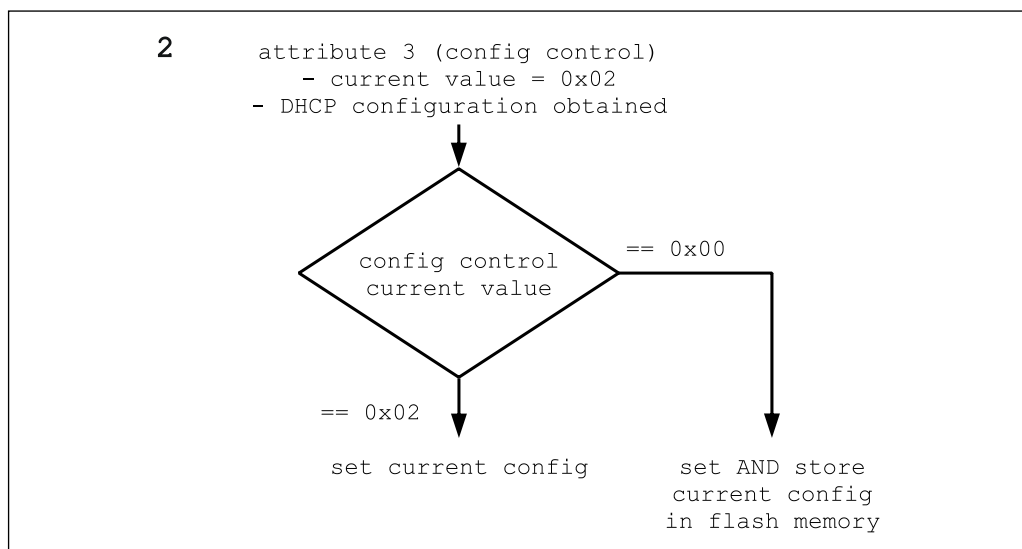 2
attribute 3 (config control)
- current value = 0x02
- DHCP configuration obtained
config control
current value
== 0x00
== 0x02
set current config
set AND store
current config
in flash memory